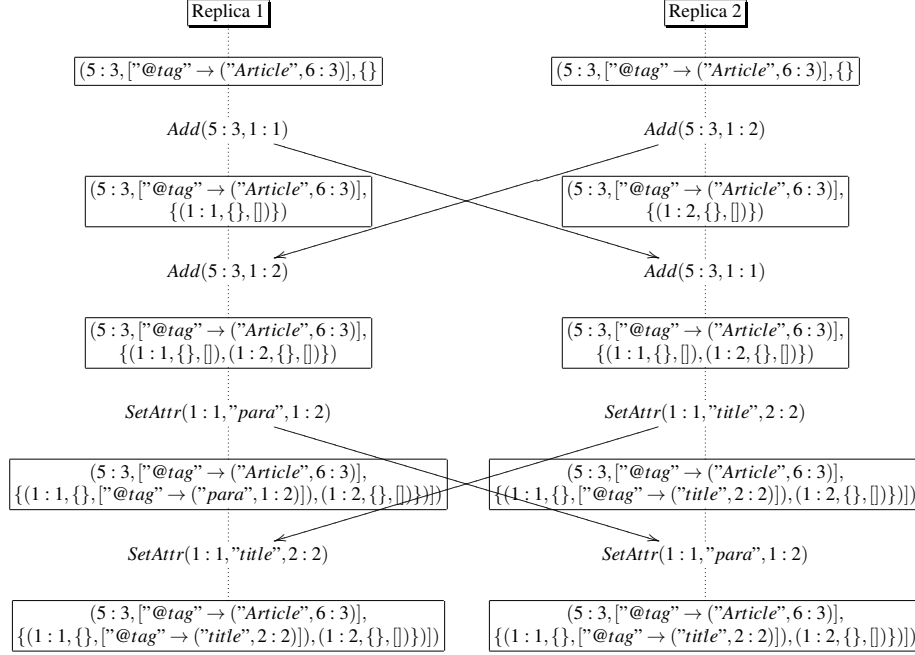 Replica 1
Replica 2
(5 : 3, ["@tag" → ("Article", 6 : 3)], {}
(5 : 3, ["@tag" → ("Article", 6 : 3)], {}
Add(5 : 3, 1 : 1)
Add(5 : 3, 1 : 2)
(5 : 3, ["@tag" → ("Article", 6 : 3)],
{(1 : 1, {}, [])})
(5 : 3, ["@tag" → ("Article", 6 : 3)],
{(1 : 2, {}, [])})
Add(5 : 3, 1 : 2)
Add(5 : 3, 1 : 1)
(5 : 3, ["@tag" → ("Article", 6 : 3)],
{(1 : 1, {}, []), (1 : 2, {}, [])})
(5 : 3, ["@tag" → ("Article", 6 : 3)],
{(1 : 1, {}, []), (1 : 2, {}, [])})
SetAttr(1 : 1, "para", 1 : 2)
SetAttr(1 : 1, "title", 2 : 2)
(5 : 3, ["@tag" → ("Article", 6 : 3)],
{(1 : 1, {}, ["@tag" → ("para", 1 : 2)]), (1 : 2, {}, [])})])
(5 : 3, ["@tag" → ("Article", 6 : 3)],
{(1 : 1, {}, ["@tag" → ("title", 2 : 2)]), (1 : 2, {}, [])})])
SetAttr(1 : 1, "title", 2 : 2)
SetAttr(1 : 1, "para", 1 : 2)
(5 : 3, ["@tag" → ("Article", 6 : 3)],
{(1 : 1, {}, ["@tag" → ("title", 2 : 2)]), (1 : 2, {}, [])})])
(5 : 3, ["@tag" → ("Article", 6 : 3)],
{(1 : 1, {}, ["@tag" → ("title", 2 : 2)]), (1 : 2, {}, [])})])